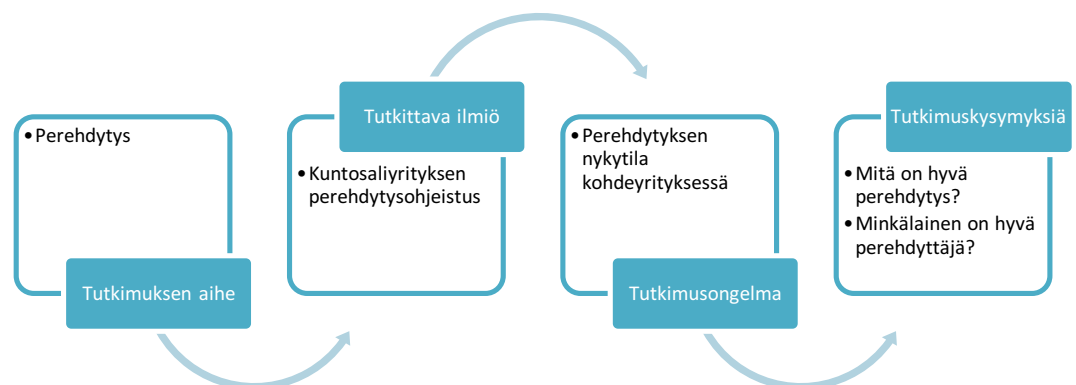 • Perehdytys
Tutkimuksen aihe
Tutkittava ilmiö
• Kuntosaliyrityksen
perehdytysohjeistus
• Perehdytyksen
nykytila
kohdeyrityksessä
Tutkimusongelma
Tutkimuskysymyksiä
• Mitä on hyvä
perehdytys?
• Minkälainen on hyvä
perehdyttäjä?